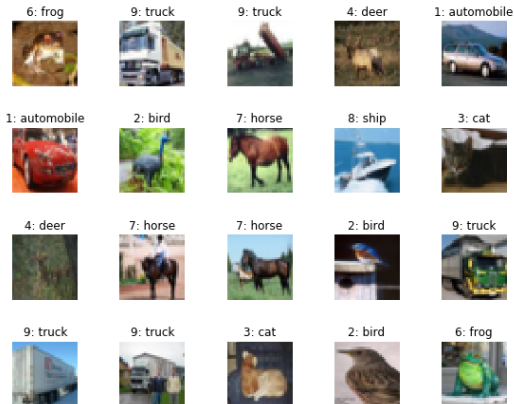 6: frog 9: truck 9: truck 4: deer 1: automobile
1: automobile 2: bird 7: horse 8: ship 3: cat
4: deer 7: horse 7: horse 2: bird 9: truck
9: truck 9: truck 3: cat 2: bird 6: frog